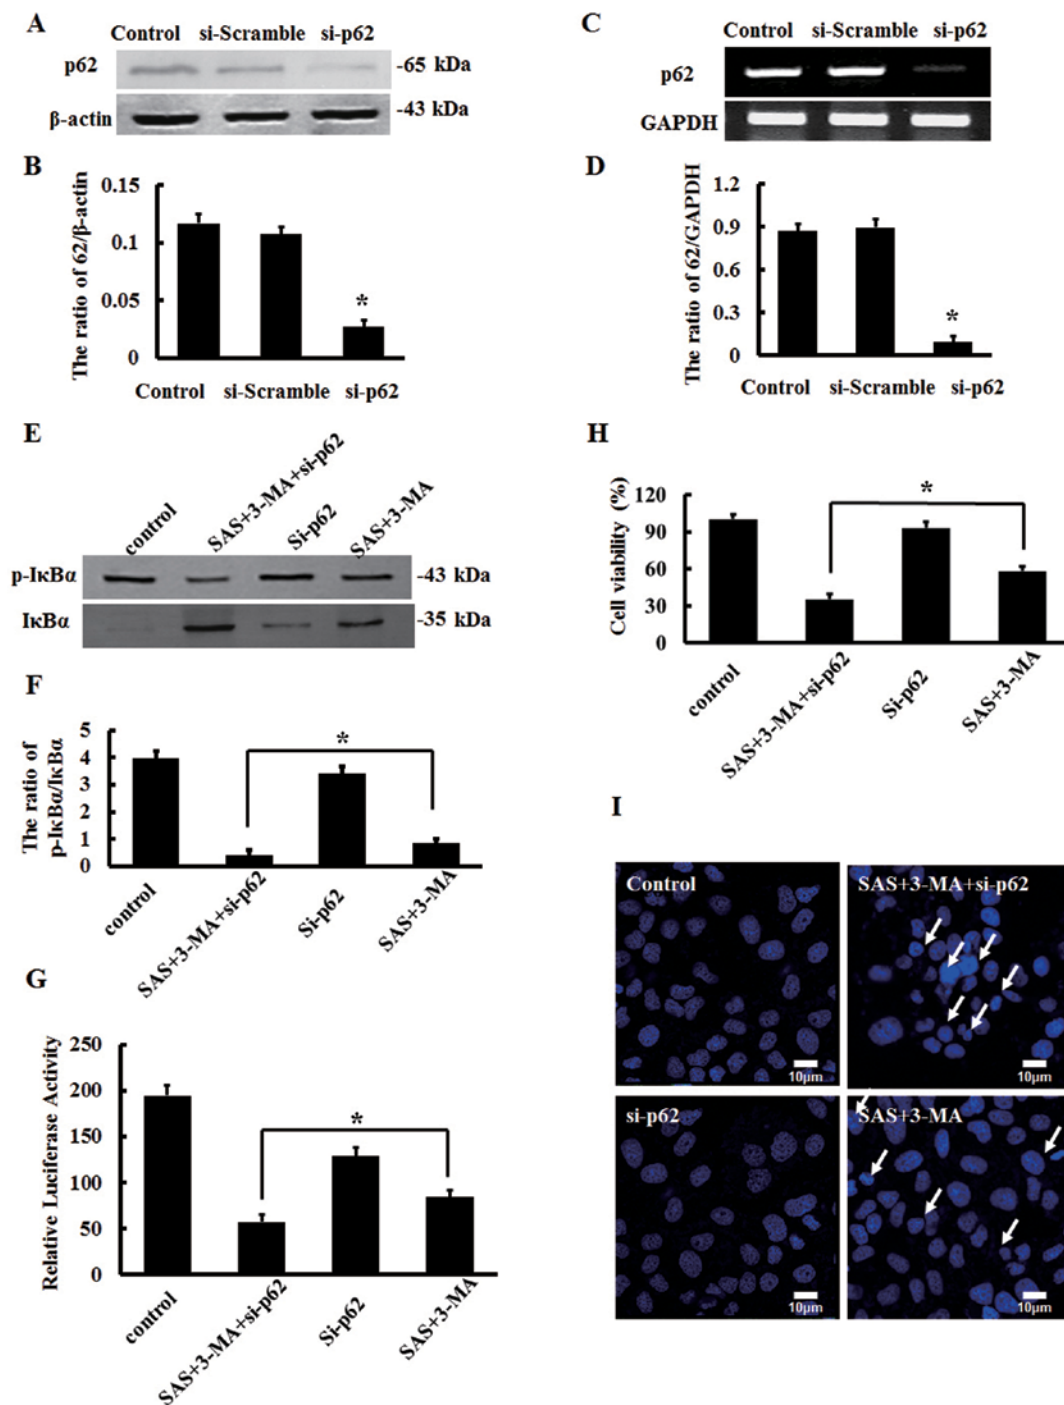 A
Control si-Scramble si-p62
p62
-65 kDa
β-actin
-43 kDa
B
The ratio of 62/β-actin
0.15
0.1
0.05
0
*
Control si-Scramble si-p62
C
Control si-Scramble si-p62
p62
GAPDH
D
The ratio of 62/GAPDH
1.2
0.9
0.6
0.3
0
*
Control si-Scramble si-p62
E
control
SAS+3-MA+si-p62
Si-p62
SAS+3-MA
p-IκBα
-43 kDa
IκBα
-35 kDa
F
The ratio of
p-IκBα/IκBα
5
4
3
2
1
0
*
control
SAS+3-MA+si-p62
Si-p62
SAS+3-MA
G
Relative Luciferase Activity
250
200
150
100
50
0
*
control
SAS+3-MA+si-p62
Si-p62
SAS+3-MA
H
Cell viability (%)
120
90
60
30
0
*
control
SAS+3-MA+si-p62
Si-p62
SAS+3-MA
I
Control
10μm
SAS+3-MA+si-p62
10μm
si-p62
10μm
SAS+3-MA
10μm